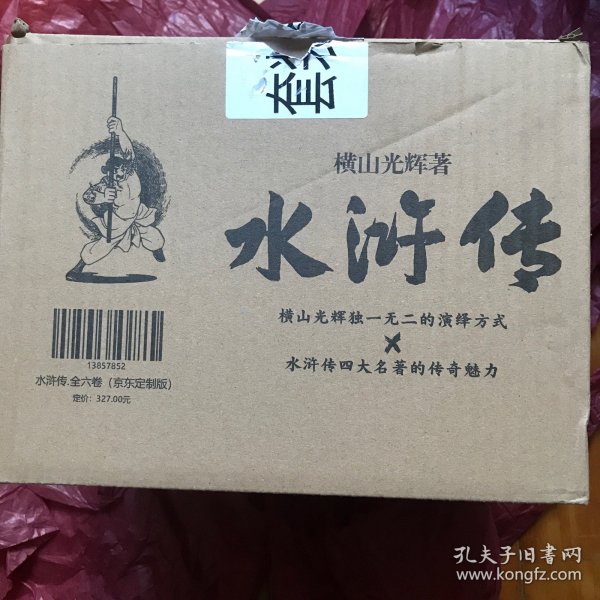 套装
横山光辉著
水浒传
横山光辉独一无二的演绎方式
X
水浒传四大名著的传奇魅力
13857852
水浒传.全六卷（京东定制版）
定价：327.00元
孔夫子旧书网
www.kongfz.com